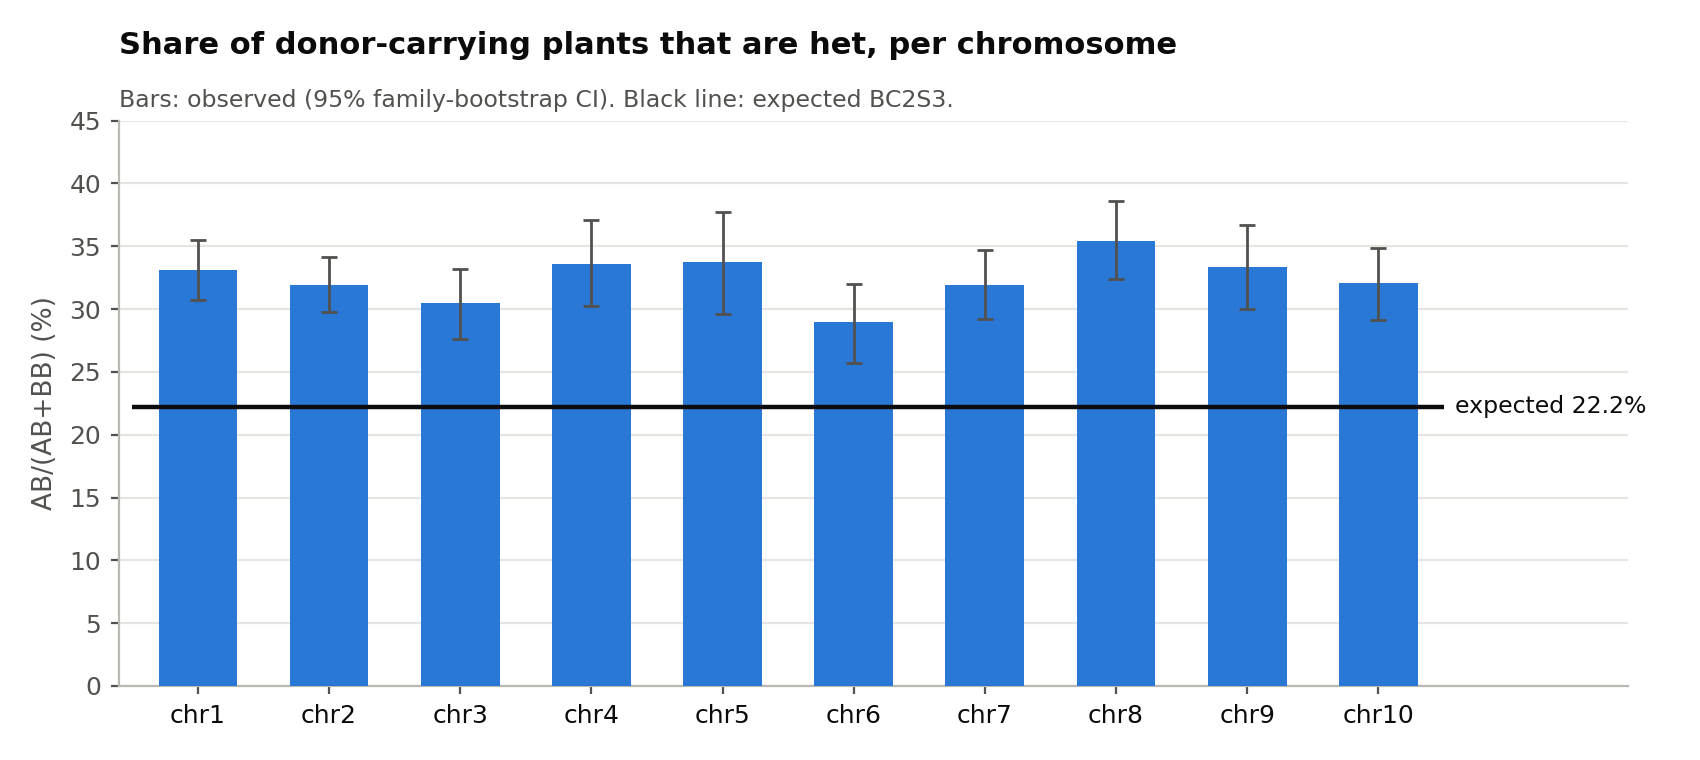 Share of donor-carrying plants that are het, per chromosome
Bars: observed (95% family-bootstrap CI). Black line: expected BC2S3.
AB/(AB+BB) (%)
45
40
35
30
25
20
15
10
5
0
expected 22.2%
chr1 chr2 chr3 chr4 chr5 chr6 chr7 chr8 chr9 chr10